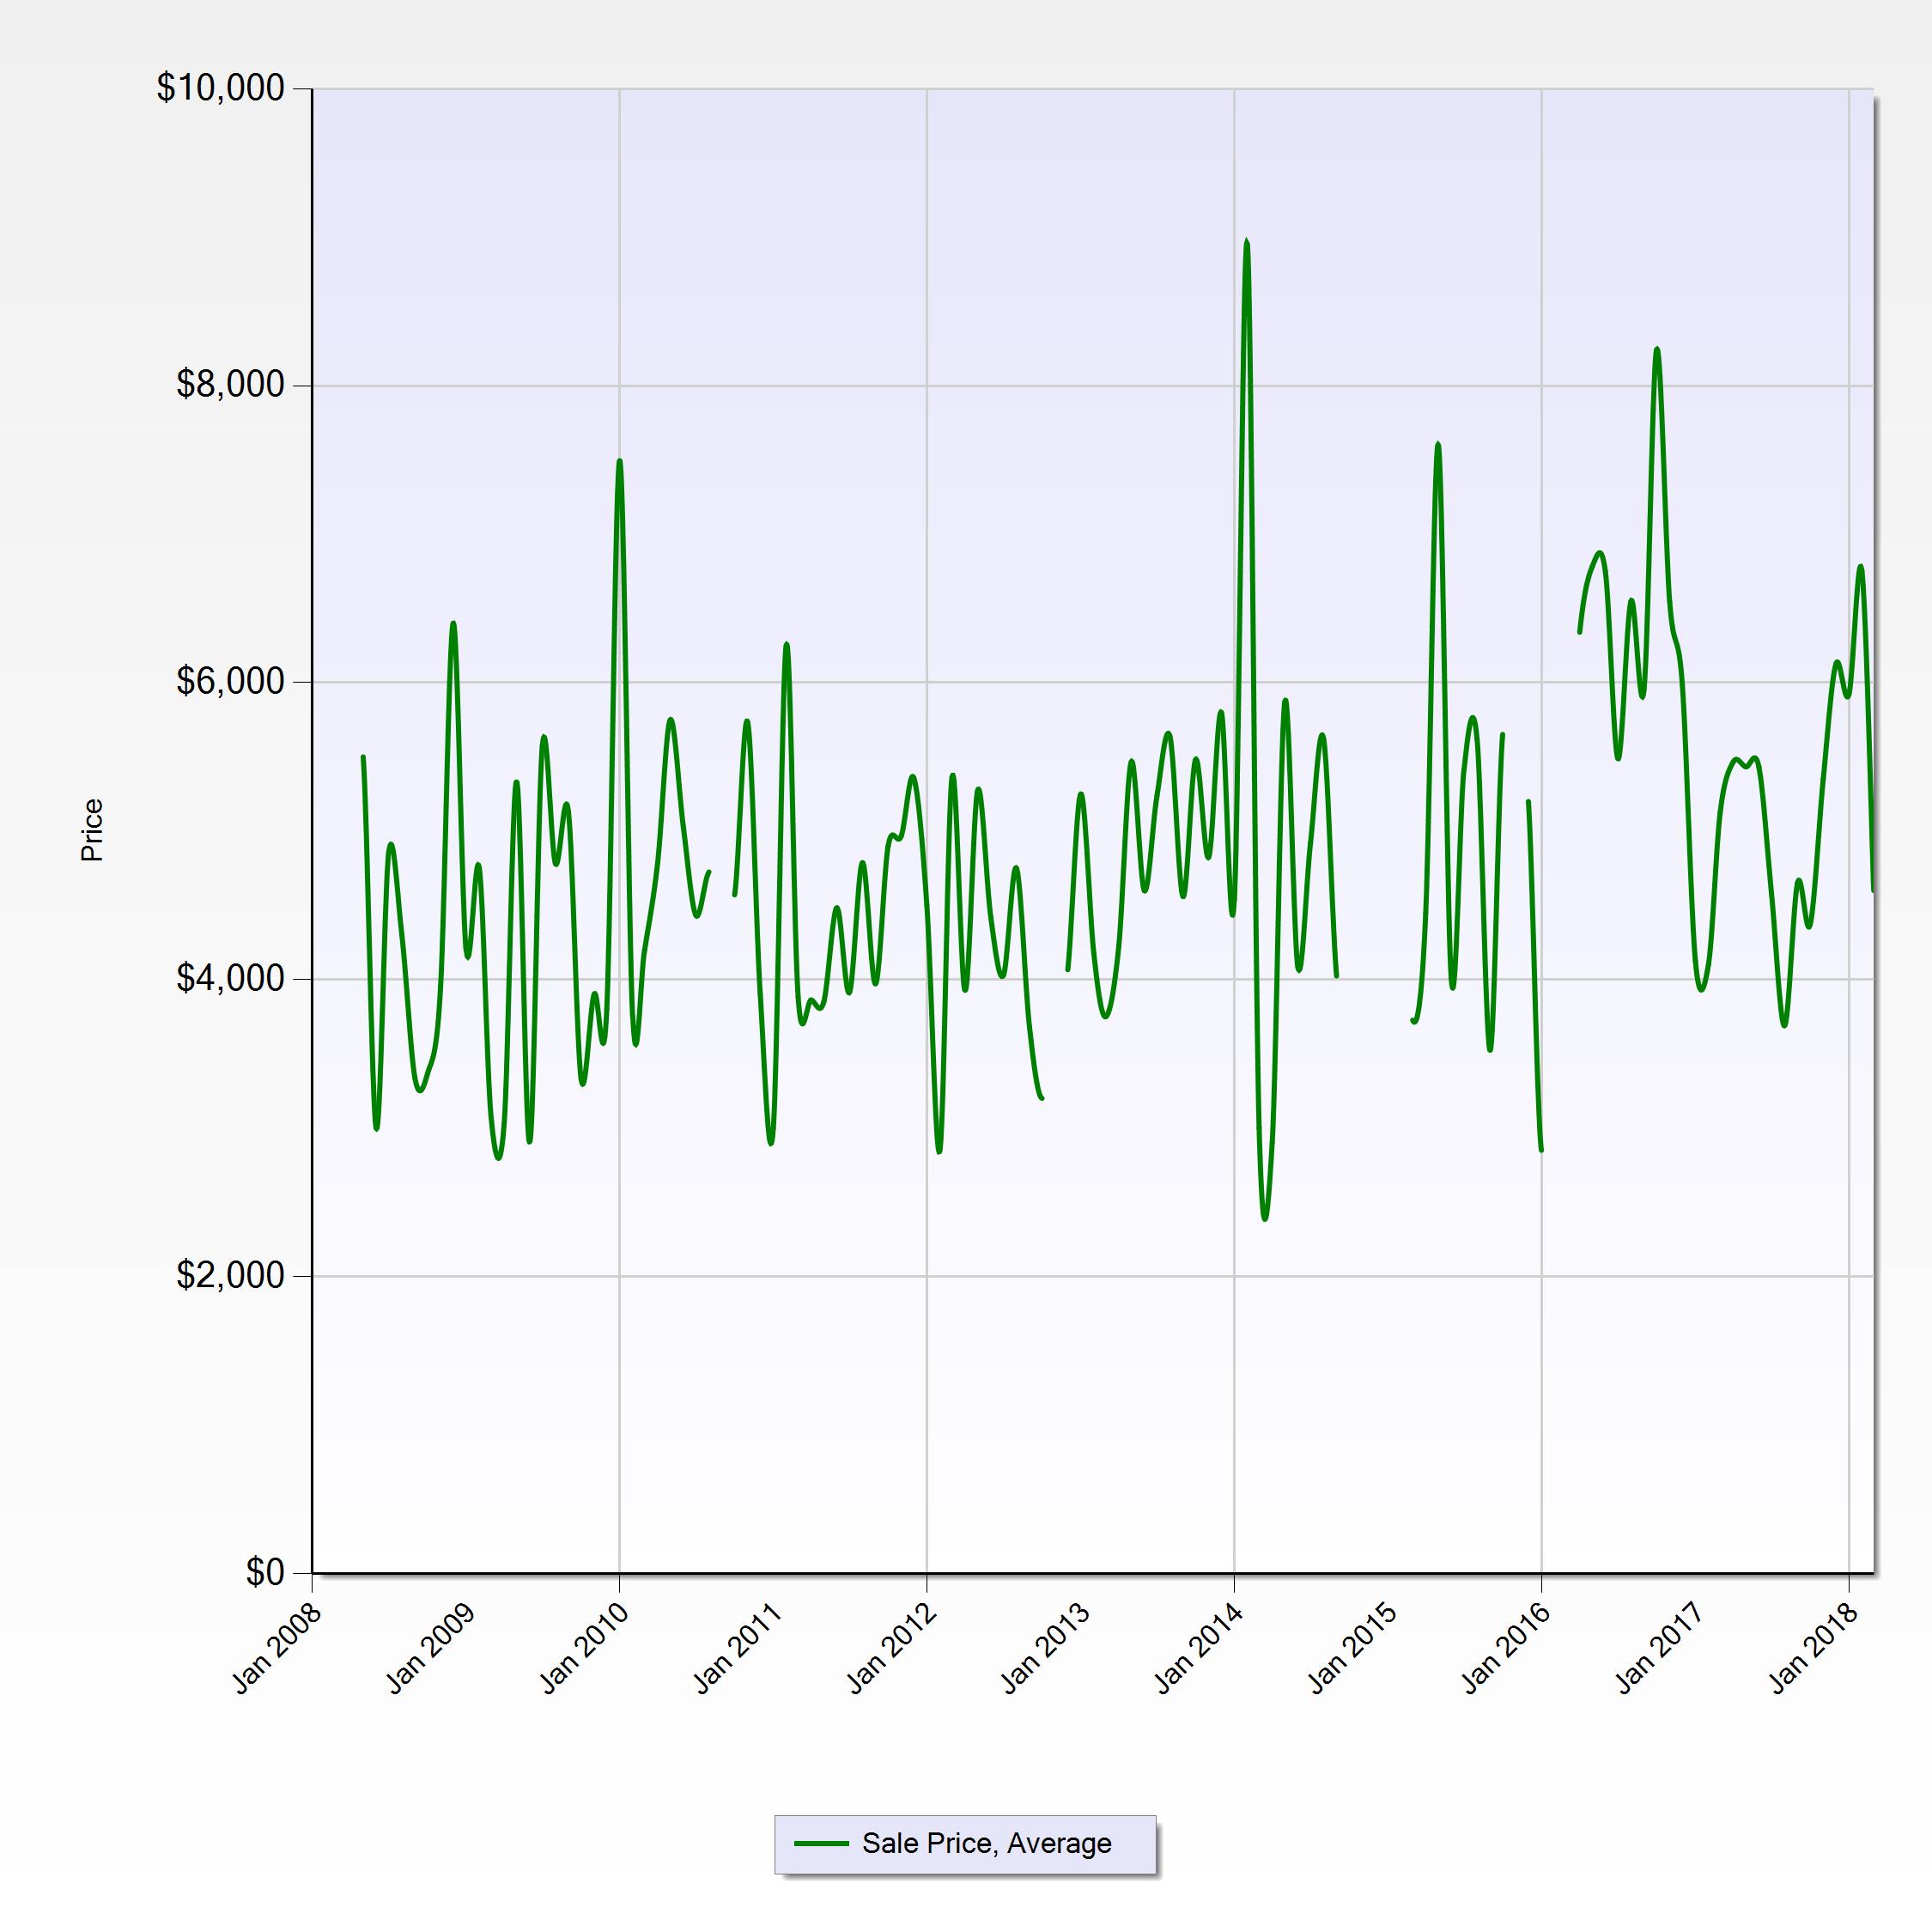 $10,000
$8,000
$6,000
$4,000
$2,000
$0
Price
Jan 2008
Jan 2009
Jan 2010
Jan 2011
Jan 2012
Jan 2013
Jan 2014
Jan 2015
Jan 2016
Jan 2017
Jan 2018
Sale Price, Average